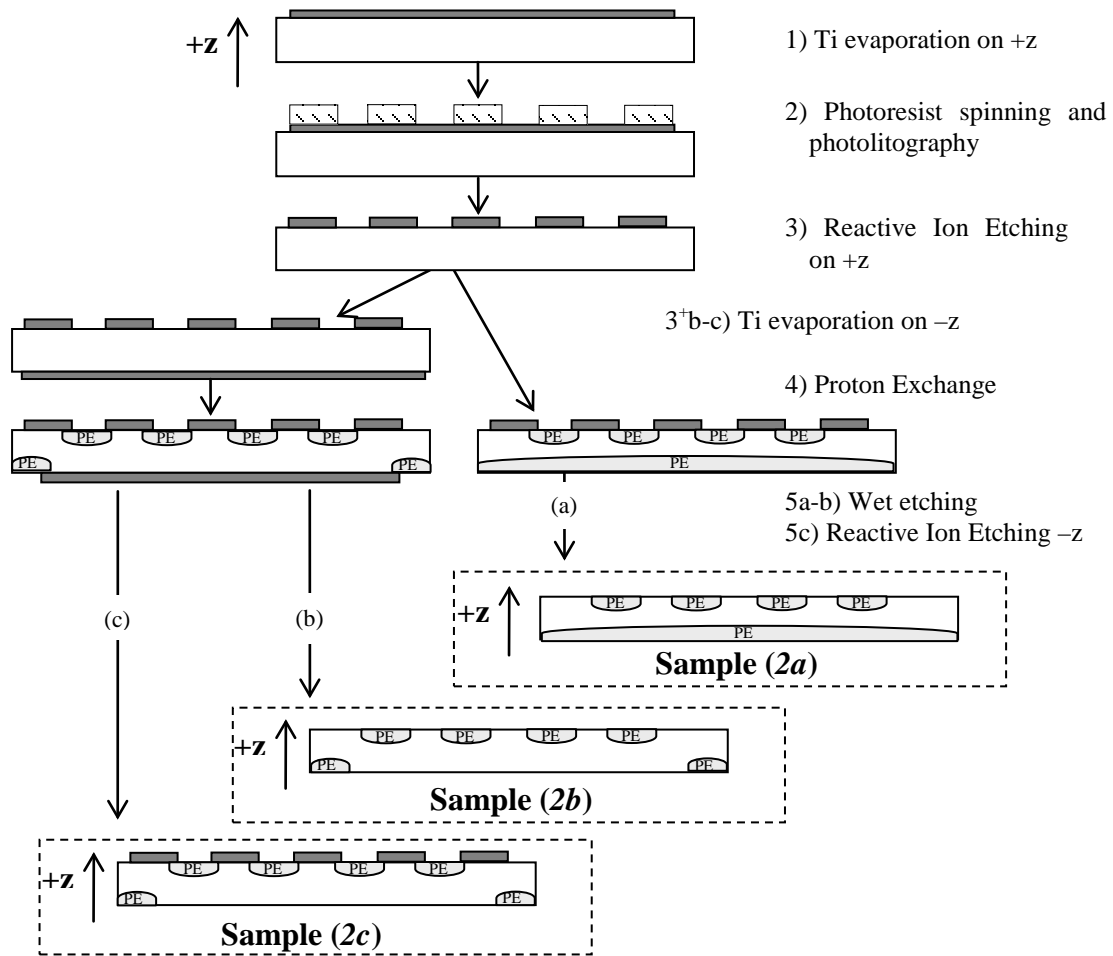 +z
1) Ti evaporation on +z
2) Photoresist spinning and
photolitography
3) Reactive Ion Etching
on +z
3+b-c) Ti evaporation on –z
4) Proton Exchange
PE PE PE PE
PE PE
PE PE PE PE
PE
(a)
5a-b) Wet etching
5c) Reactive Ion Etching –z
(c)
(b)
+z
PE PE PE PE
PE
Sample (2a)
+z
PE PE PE PE
PE PE
Sample (2b)
+z
PE PE PE PE
PE PE
Sample (2c)